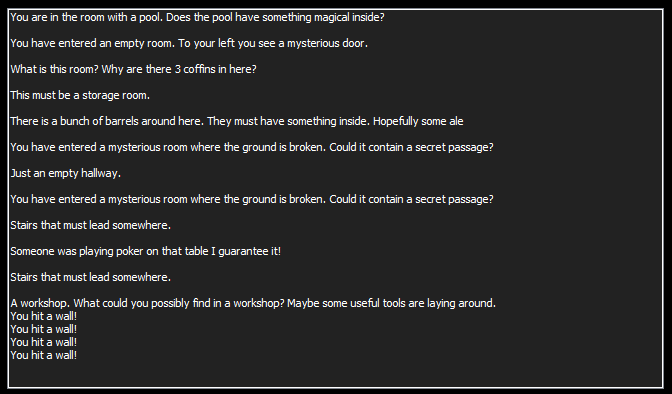 You are in the room with a pool. Does the pool have something magical inside?
You have entered an empty room. To your left you see a mysterious door.
What is this room? Why are there 3 coffins in here?
This must be a storage room.
There is a bunch of barrels around here. They must have something inside. Hopefully some ale
You have entered a mysterious room where the ground is broken. Could it contain a secret passage?
Just an empty hallway.
You have entered a mysterious room where the ground is broken. Could it contain a secret passage?
Stairs that must lead somewhere.
Someone was playing poker on that table I guarantee it!
Stairs that must lead somewhere.
A workshop. What could you possibly find in a workshop? Maybe some useful tools are laying around.
You hit a wall!
You hit a wall!
You hit a wall!
You hit a wall!